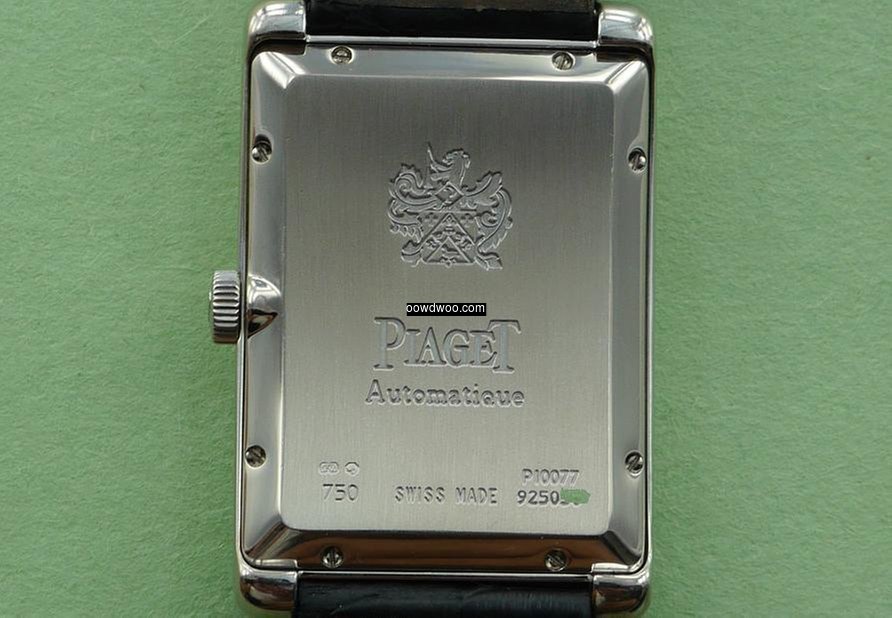 oowdwoo.com
PIAGET
Automatique
P10077
750 SWISS MADE 9250